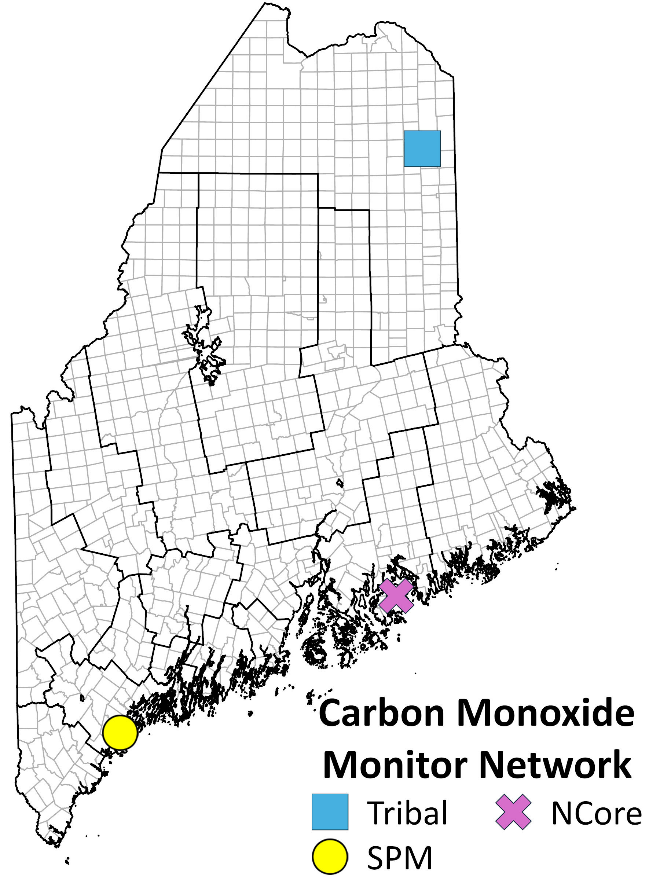 Carbon Monoxide
Monitor Network
Tribal NCore
SPM